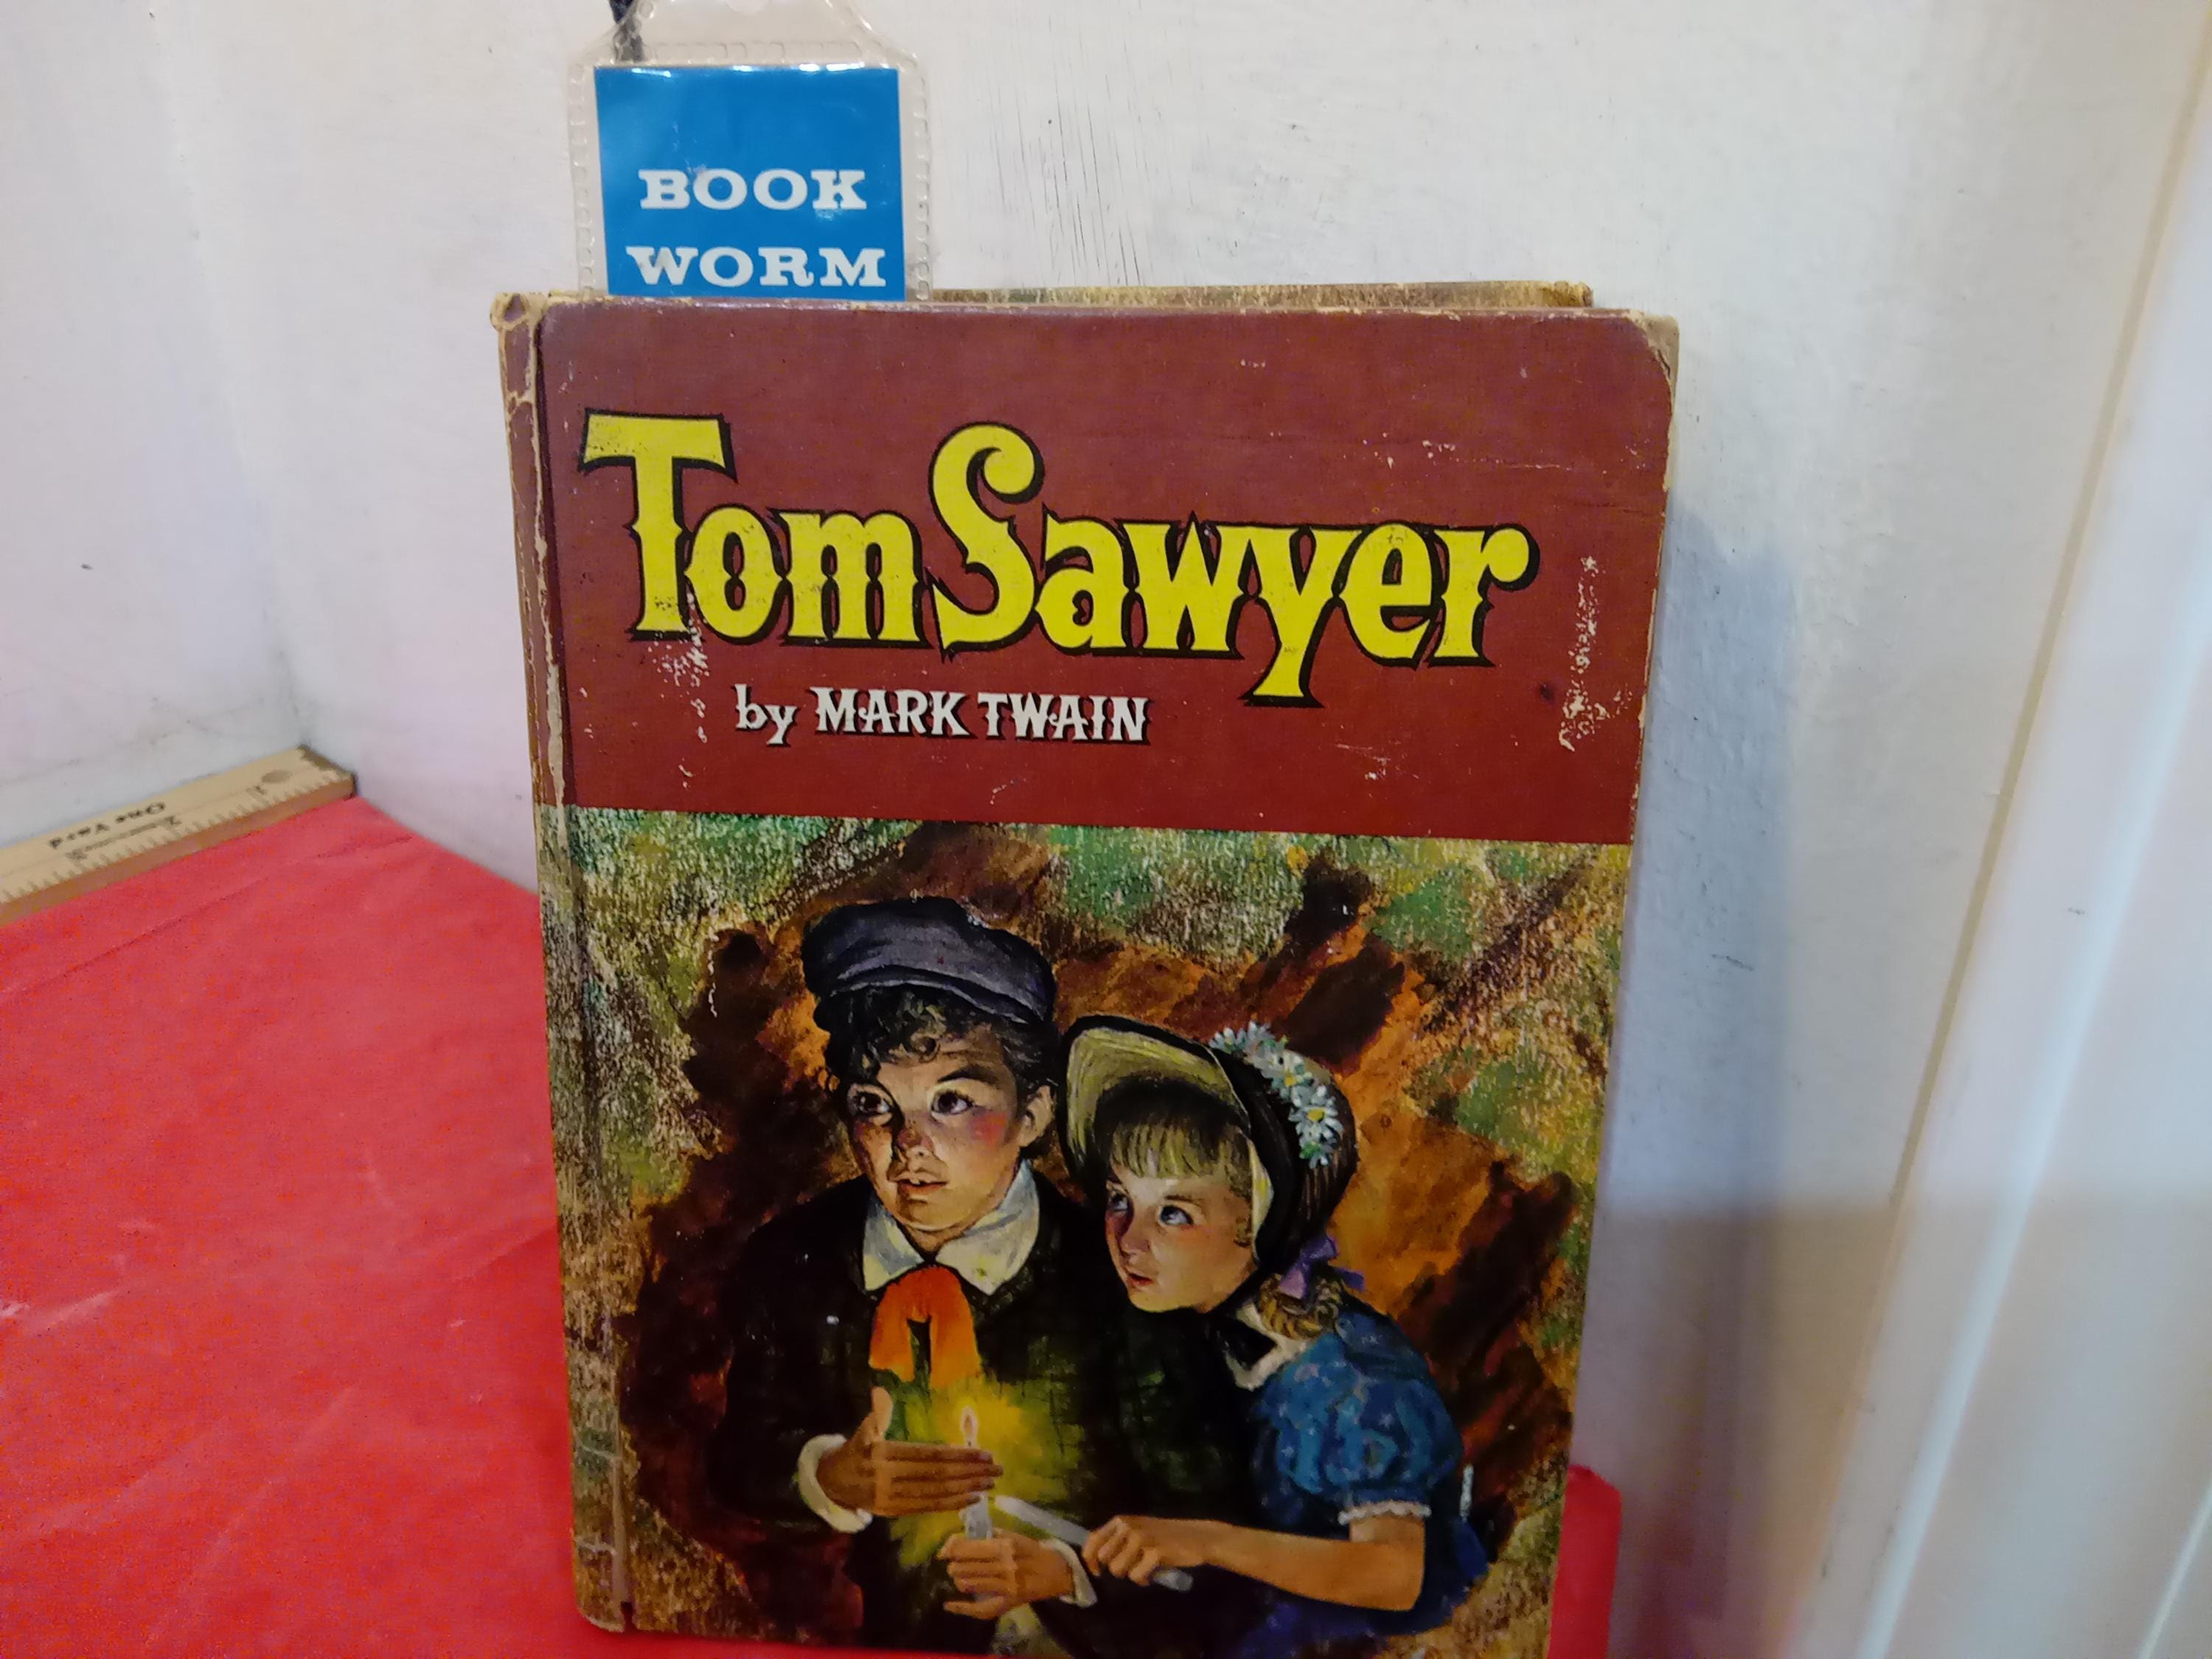 BOOK
WORM
Tom Sawyer
by MARK TWAIN
One Yard